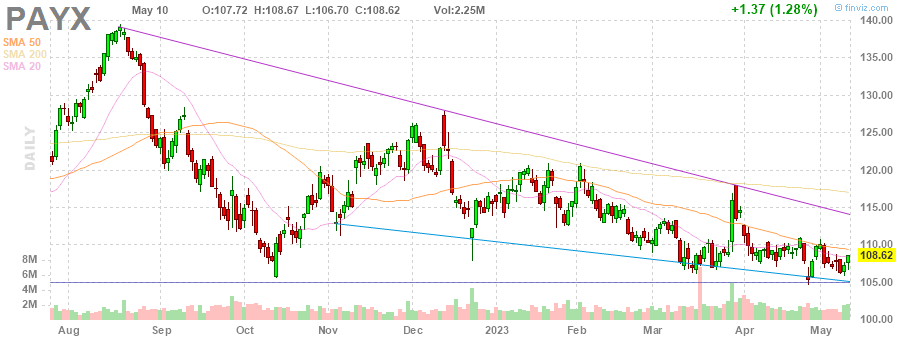 PAYX May 10 O:107.72 H:108.67 L:106.70 C:108.62 Vol:2.25M +1.37 (1.28%) © finviz.com
SMA 50
SMA 200
SMA 20
DAILY
140.00
135.00
130.00
125.00
120.00
115.00
110.00
108.62
105.00
100.00
8M
6M
4M
2M
Aug Sep Oct Nov Dec 2023 Feb Mar Apr May